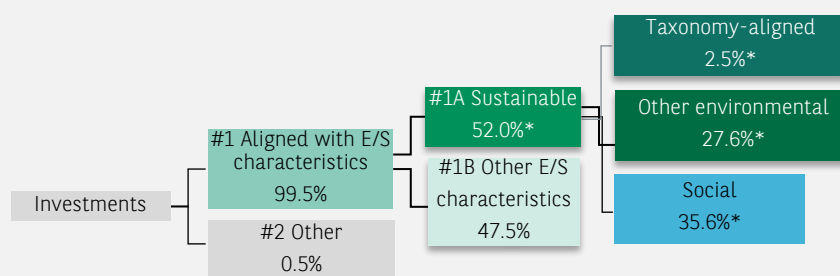 Investments
#1 Aligned with E/S
characteristics
99.5%
#2 Other
0.5%
#1A Sustainable
52.0%*
#1B Other E/S
characteristics
47.5%
Taxonomy-aligned
2.5%*
Other environmental
27.6%*
Social
35.6%*